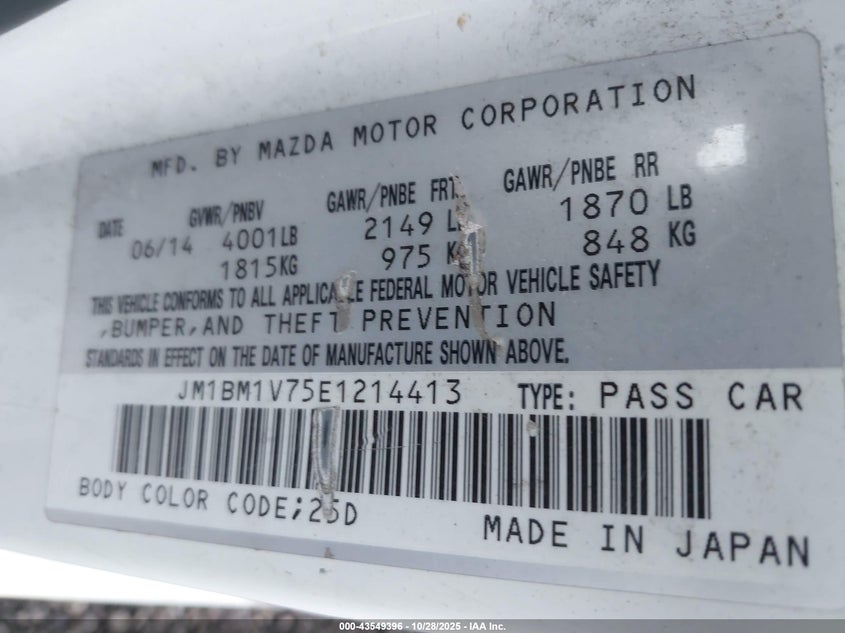 MFD. BY MAZDA MOTOR CORPORATION
DATE GVWR/PNBV GAWR/PNBE FRT GAWR/PNBE RR
06/14 4001LB 2149 L 1870 LB
1815KG 975 K 848 KG
THIS VEHICLE CONFORMS TO ALL APPLICABLE FEDERAL MOTOR VEHICLE SAFETY
,BUMPER,AND THEFT PREVENTION
STANDARDS IN EFFECT ON THE DATE OF MANUFACTURE SHOWN ABOVE.
JM1BM1V75E1214413 TYPE: PASS CAR
BODY COLOR CODE;25D
MADE IN JAPAN
000-43549396 - 10/28/2025 - IAA Inc.